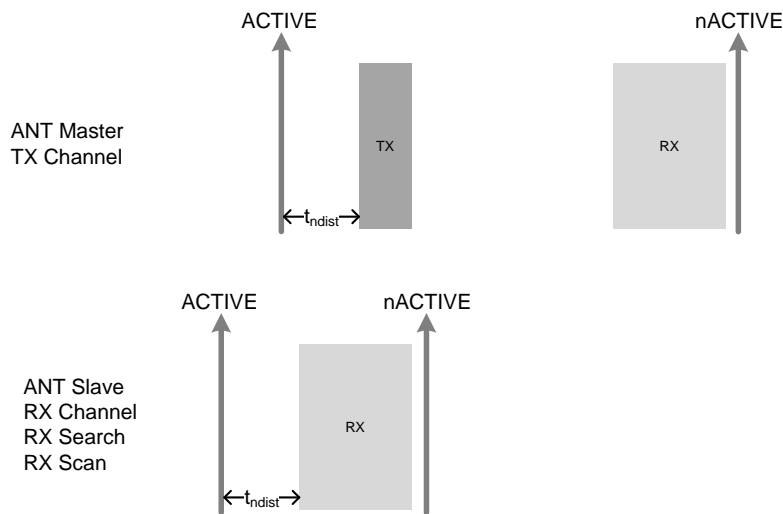 ACTIVE
nACTIVE
ANT Master
TX Channel
TX
RX
tndist
ACTIVE
nACTIVE
ANT Slave
RX Channel
RX Search
RX Scan
RX
tndist